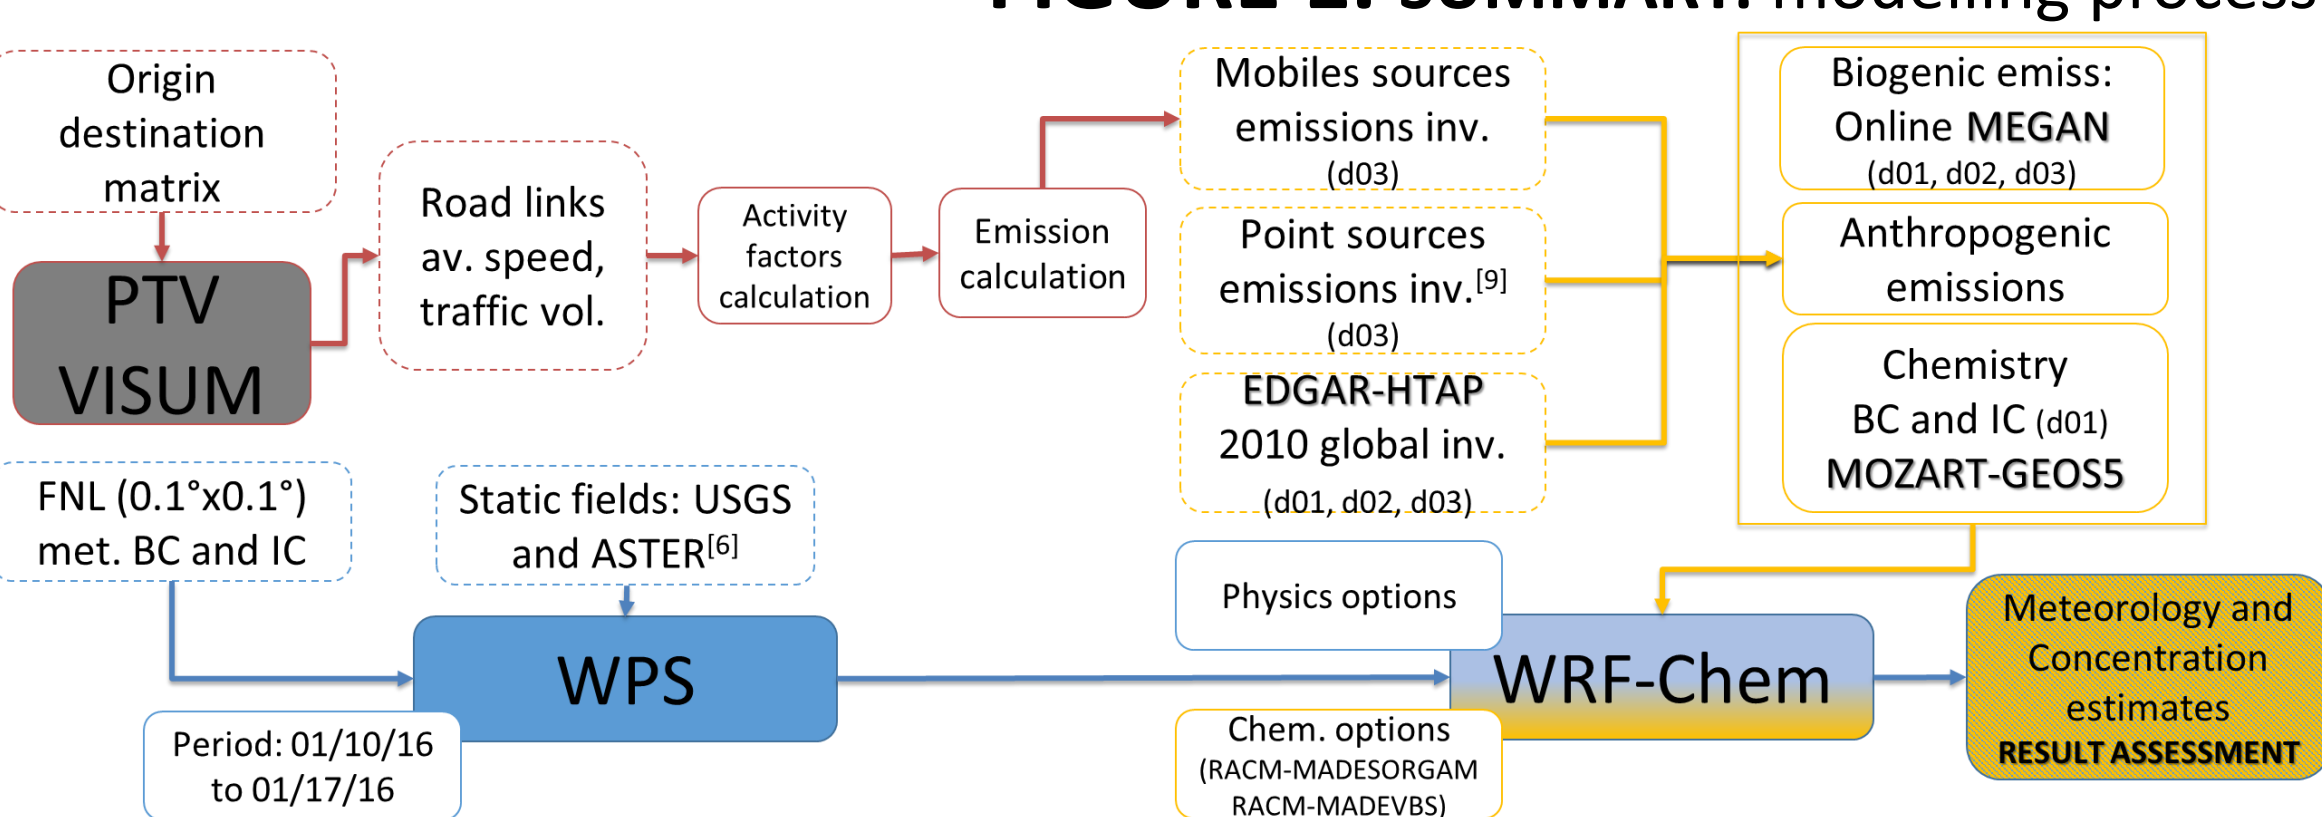 FIGURE 1. SUMMARY: modelling process
Origin
destination
matrix
PTV
VISUM
Road links
av. speed,
traffic vol.
Activity
factors
calculation
Emission
calculation
Mobiles sources
emissions inv.
(d03)
Point sources
emissions inv.[9]
(d03)
EDGAR-HTAP
2010 global inv.
(d01, d02, d03)
Biogenic emiss:
Online MEGAN
(d01, d02, d03)
Anthropogenic
emissions
Chemistry
BC and IC (d01)
MOZART-GEOS5
FNL (0.1°x0.1°)
met. BC and IC
Static fields: USGS
and ASTER[6]
WPS
Period: 01/10/16
to 01/17/16
Physics options
WRF-Chem
Chem. options
(RACM-MADESORGAM
RACM-MADEVBS)
Meteorology and
Concentration
estimates
RESULT ASSESSMENT